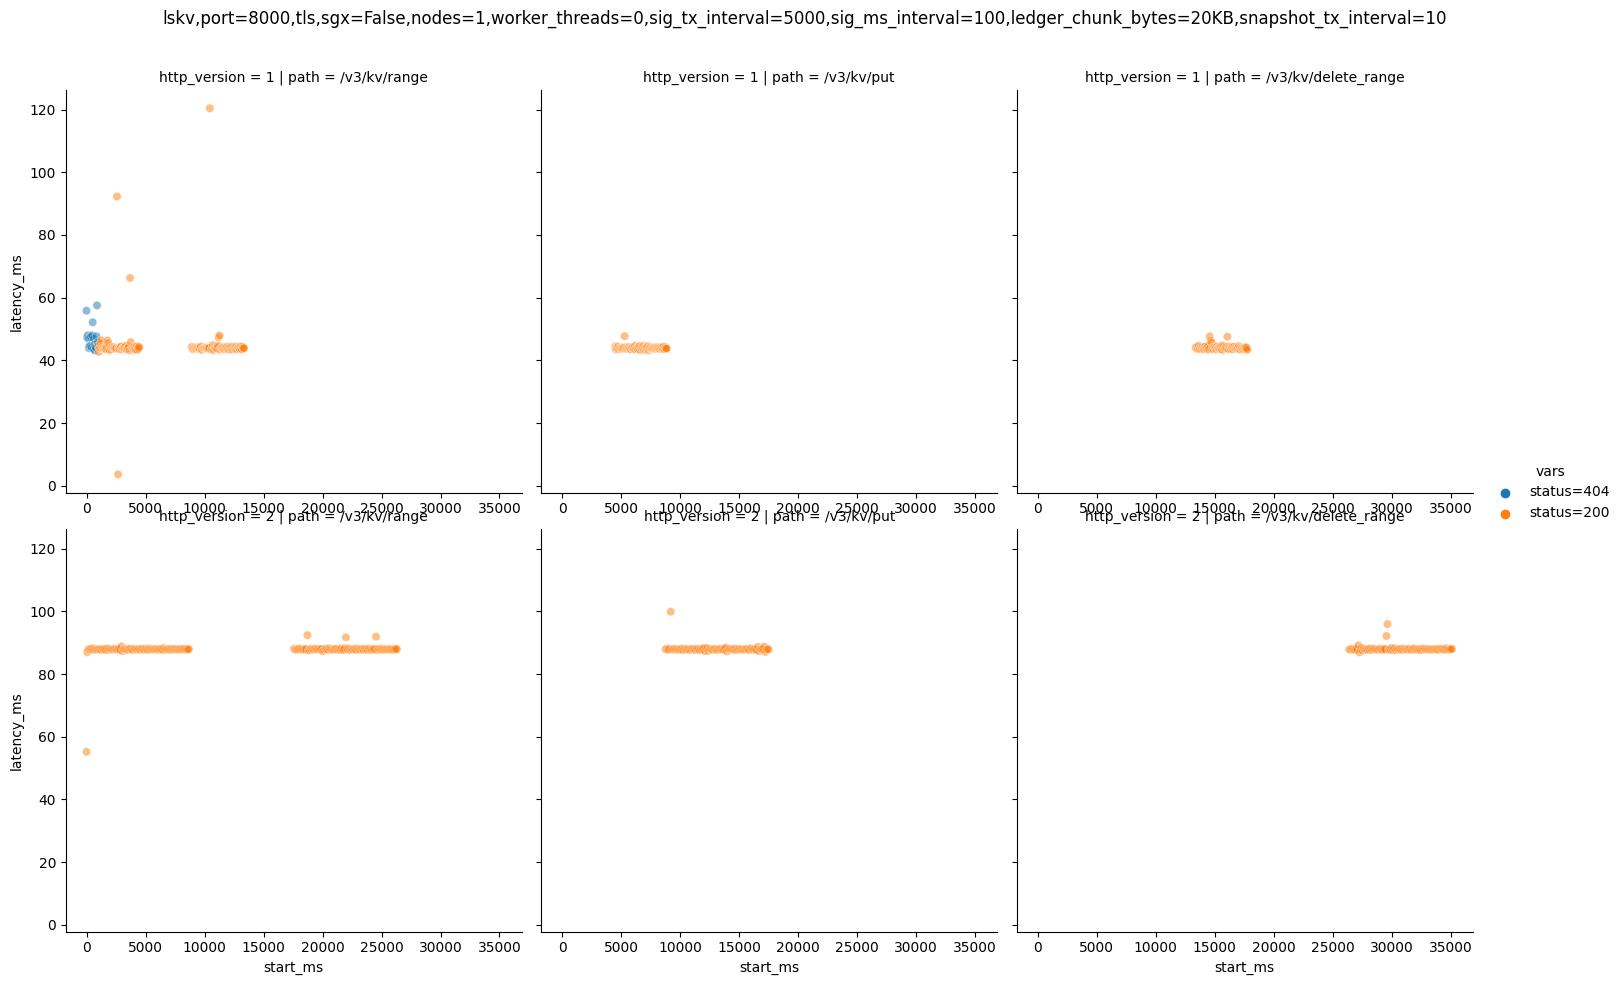 lskv,port=8000,tls,sgx=False,nodes=1,worker_threads=0,sig_tx_interval=5000,sig_ms_interval=100,ledger_chunk_bytes=20KB,snapshot_tx_interval=10
http_version = 1 | path = /v3/kv/range
http_version = 1 | path = /v3/kv/put
http_version = 1 | path = /v3/kv/delete_range
120
100
80
60
40
20
0
latency_ms
0 5000 10000 15000 20000 25000 30000 35000
0 5000 10000 15000 20000 25000 30000 35000
0 5000 10000 15000 20000 25000 30000 35000
vars
status=404
status=200
http_version = 2 | path = /v3/kv/range
http_version = 2 | path = /v3/kv/put
http_version = 2 | path = /v3/kv/delete_range
120
100
80
60
40
20
0
latency_ms
0 5000 10000 15000 20000 25000 30000 35000
0 5000 10000 15000 20000 25000 30000 35000
0 5000 10000 15000 20000 25000 30000 35000
start_ms
start_ms
start_ms